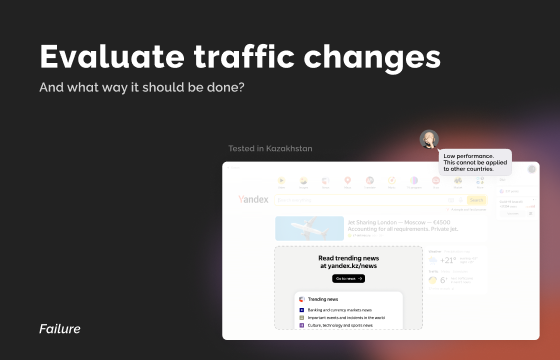 Evaluate traffic changes
And what way it should be done?
Tested in Kazakhstan
Low performance.
This cannot be applied
to other countries.
Yandex
Jet Sharing London — Moscow — €4500
Accounting for all requirements. Private jet.
+21°
6°
Read trending news
at yandex.kz/news
Go to news →
Trending news
Banking and currency markets news
Important events and incidents in the world
Culture, technology and sports news
Failure